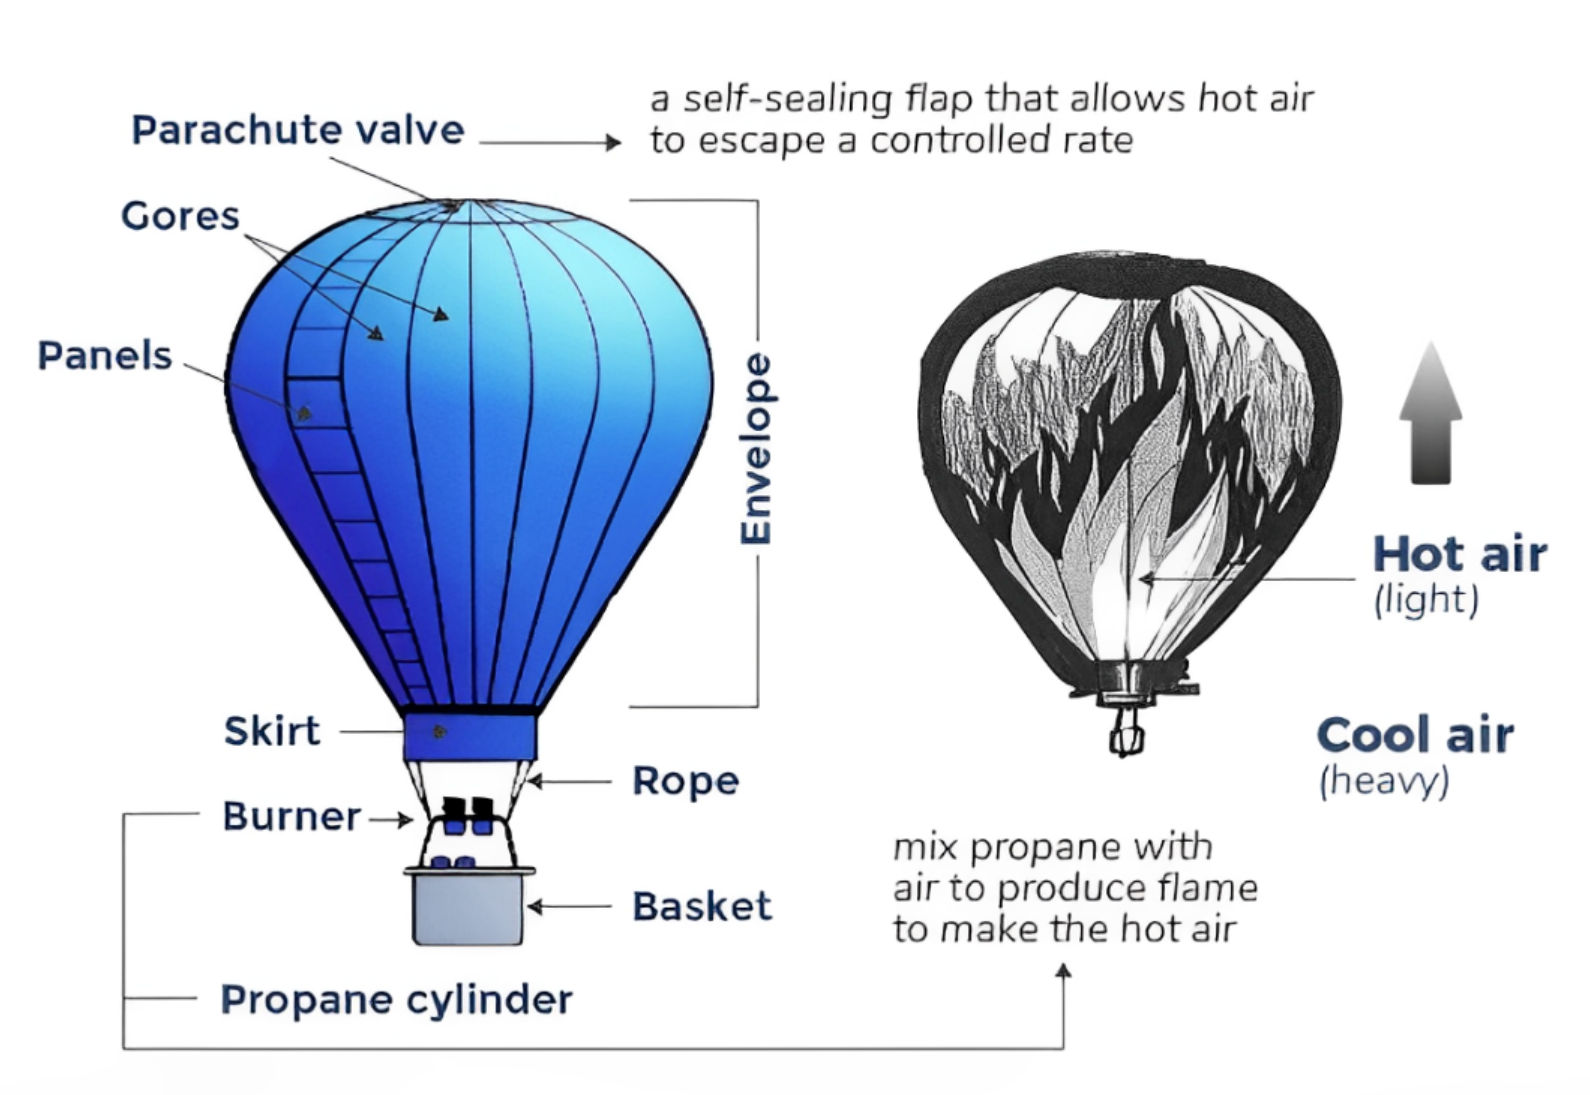 Parachute valve
a self-sealing flap that allows hot air
to escape a controlled rate
Gores
Panels
Envelope
Hot air
(light)
Skirt
Cool air
(heavy)
Rope
Burner
mix propane with
air to produce flame
to make the hot air
Basket
Propane cylinder